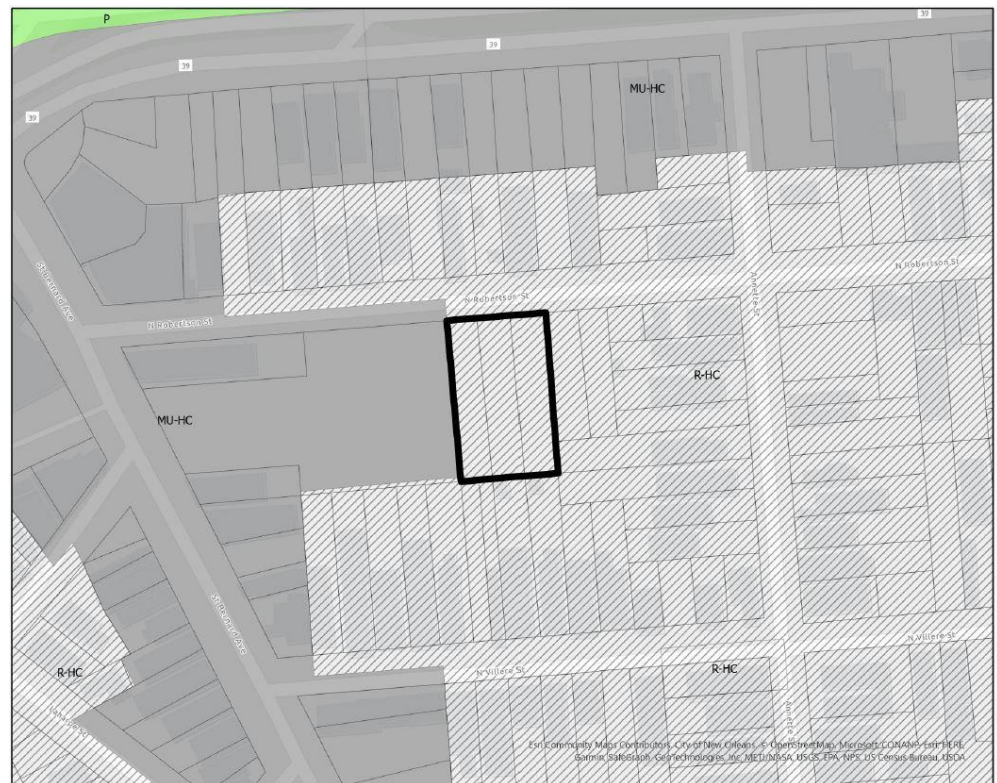 P
39
39
39
39
MU-HC
N Robertson St
Annette St
St Bernard Ave
N Robertson St
N Robertson St
R-HC
MU-HC
St Bernard Ave
N Villere St
N Villere St
R-HC
R-HC
Annette St
Esri Community Maps Contributors, City of New Orleans, © OpenStreetMap, Microsoft, CONANP, Esri, HERE,
Garmin, SafeGraph, GeoTechnologies, Inc, METI/NASA, USGS, EPA, NPS, US Census Bureau, USDA